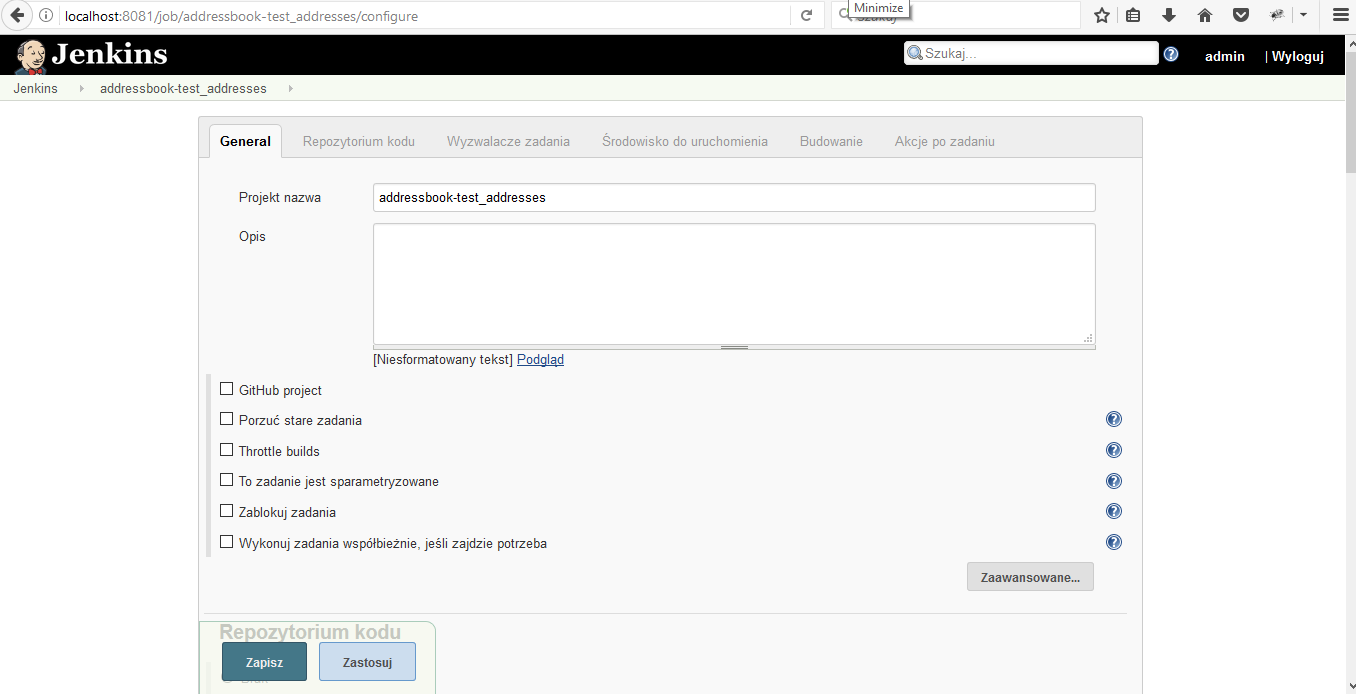 localhost:8081/job/addressbook-test_addresses/configure
Minimize
Szukaj
Jenkins
Szukaj...
admin
| Wyloguj
Jenkins
addressbook-test_addresses
General
Repozytorium kodu
Wyzwalacze zadania
Środowisko do uruchomienia
Budowanie
Akcje po zadaniu
Projekt nazwa
addressbook-test_addresses
Opis
[Niesformatowany tekst] Podgląd
GitHub project
Porzuć stare zadania
Throttle builds
To zadanie jest sparametryzowane
Zablokuj zadania
Wykonuj zadania współbieżnie, jeśli zajdzie potrzeba
Zaawansowane...
Repozytorium kodu
Zapisz
Zastosuj